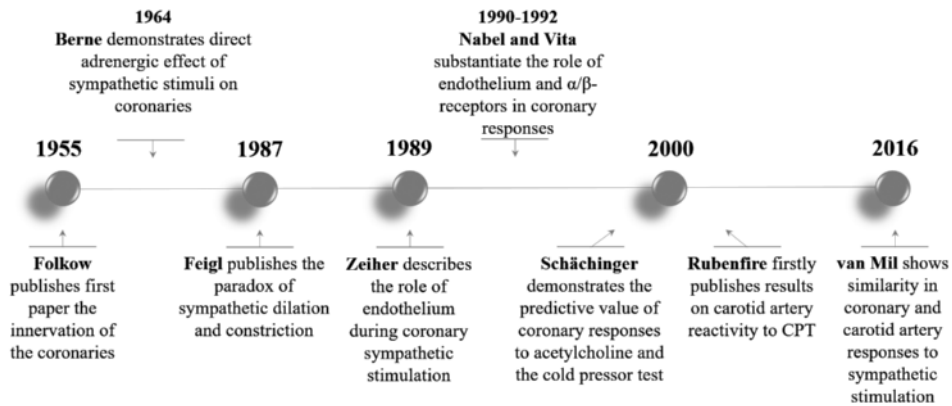 1964
Berne demonstrates direct
adrenergic effect of
sympathetic stimuli on
coronaries
1990-1992
Nabel and Vita
substantiate the role of
endothelium and α/β-
receptors in coronary
responses
1955
1987
1989
2000
2016
Folkow
publishes first
paper the
innervation of
the coronaries
Feigl publishes the
paradox of
sympathetic dilation
and constriction
Zeiher describes
the role of
endothelium
during coronary
sympathetic
stimulation
Schächinger
demonstrates the
predictive value of
coronary responses
to acetylcholine and
the cold pressor test
Rubenfire firstly
publishes results
on carotid artery
reactivity to CPT
van Mil shows
similarity in
coronary and
carotid artery
responses to
sympathetic
stimulation